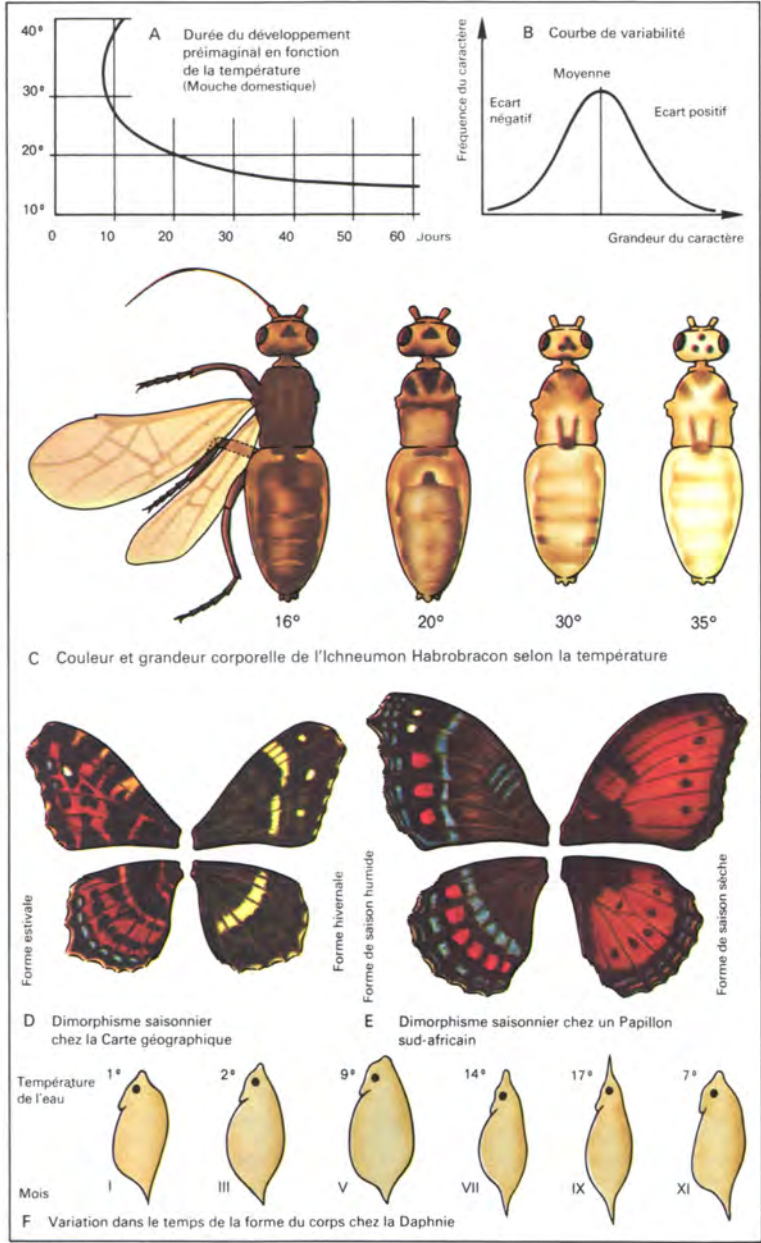 40°
30°
20°
10°
A Durée du développement
préimaginal en fonction
de la température
(Mouche domestique)
0 10 20 30 40 50 60 Jours
B Courbe de variabilité
Fréquence du caractère
Moyenne
Ecart
négatif
Ecart positif
Grandeur du caractère
16° 20° 30° 35°
C Couleur et grandeur corporelle de l'Ichneumon Habrobracon selon la température
Forme estivale
Forme hivernale
Forme de saison humide
Forme de saison sèche
D Dimorphisme saisonnier
chez la Carte géographique
E Dimorphisme saisonnier chez un Papillon
sud-africain
Température
de l'eau
1° 2° 9° 14° 17° 7°
Mois I III V VII IX XI
F Variation dans le temps de la forme du corps chez la Daphnie